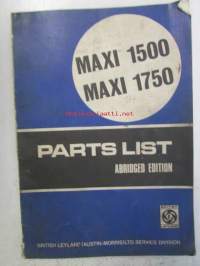 MAXI 1500
MAXI 1750
PARTS LIST
ABRIDGED EDITION
BRITISH LEYLAND (AUSTIN-MORRIS) LTD SERVICE DIVISION